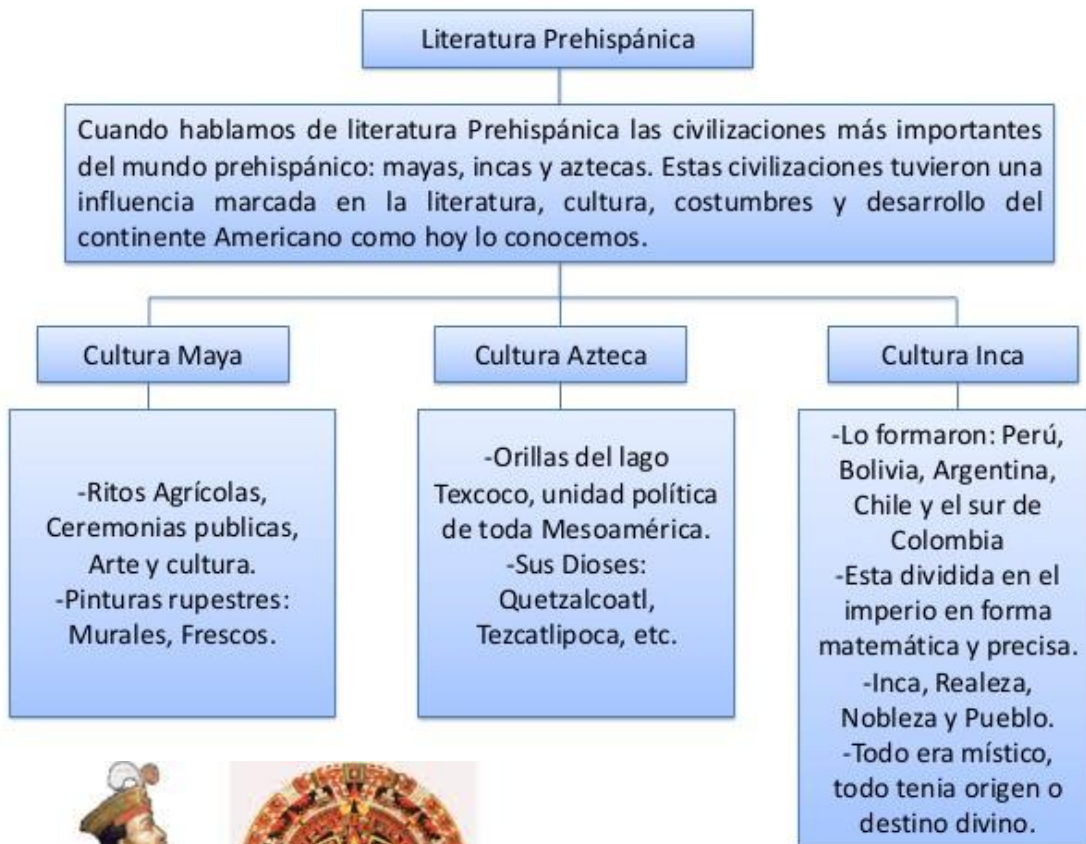 Literatura Prehispánica
Cuando hablamos de literatura Prehispánica las civilizaciones más importantes
del mundo prehispánico: mayas, incas y aztecas. Estas civilizaciones tuvieron una
influencia marcada en la literatura, cultura, costumbres y desarrollo del
continente Americano como hoy lo conocemos.
Cultura Maya
-Ritos Agrícolas,
Ceremonias publicas,
Arte y cultura.
-Pinturas rupestres:
Murales, Frescos.
Cultura Azteca
-Orillas del lago
Texcoco, unidad política
de toda Mesoamérica.
-Sus Dioses:
Quetzalcoatl,
Tezcatlipoca, etc.
Cultura Inca
-Lo formaron: Perú,
Bolivia, Argentina,
Chile y el sur de
Colombia
-Esta dividida en el
imperio en forma
matemática y precisa.
-Inca, Realeza,
Nobleza y Pueblo.
-Todo era místico,
todo tenia origen o
destino divino.